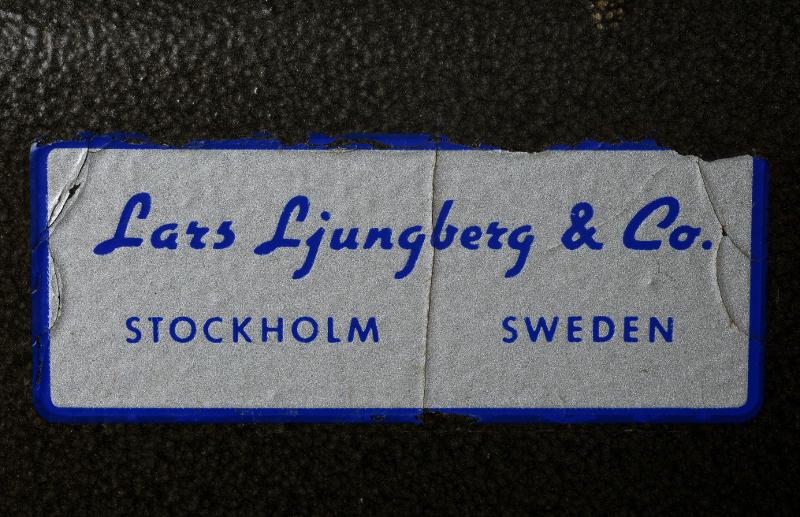 Lars Ljungberg & Co.
STOCKHOLM SWEDEN